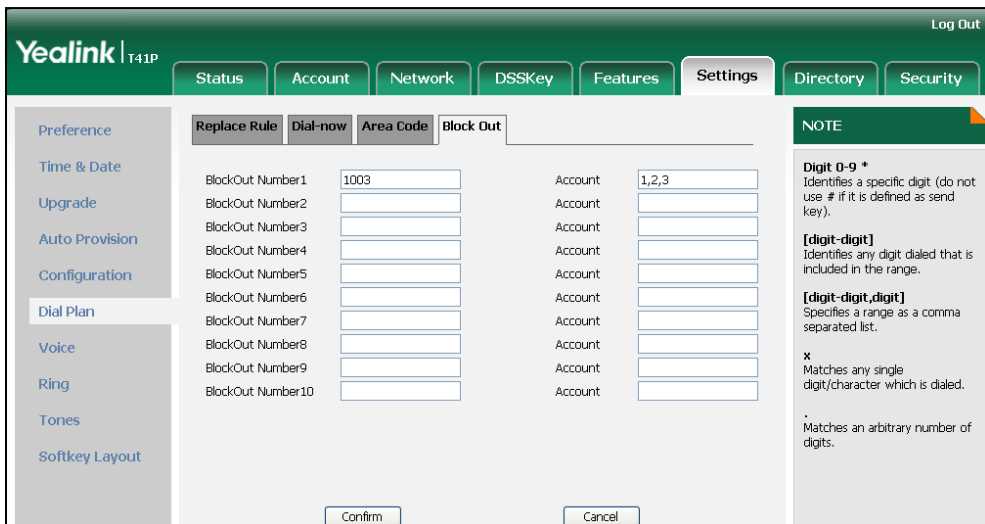 Log Out
Yealink | T41P
Status Account Network DSSKey Features Settings Directory Security
Preference
Time & Date
Upgrade
Auto Provision
Configuration
Dial Plan
Voice
Ring
Tones
Softkey Layout
Replace Rule Dial-now Area Code Block Out
BlockOut Number1 1003 Account 1,2,3
BlockOut Number2 Account
BlockOut Number3 Account
BlockOut Number4 Account
BlockOut Number5 Account
BlockOut Number6 Account
BlockOut Number7 Account
BlockOut Number8 Account
BlockOut Number9 Account
BlockOut Number10 Account
Confirm Cancel
NOTE
Digit 0-9 *
Identifies a specific digit (do not
use # if it is defined as send
key).
[digit-digit]
Identifies any digit dialed that is
included in the range.
[digit-digit,digit]
Specifies a range as a comma
separated list.
x
Matches any single
digit/character which is dialed.
.
Matches an arbitrary number of
digits.